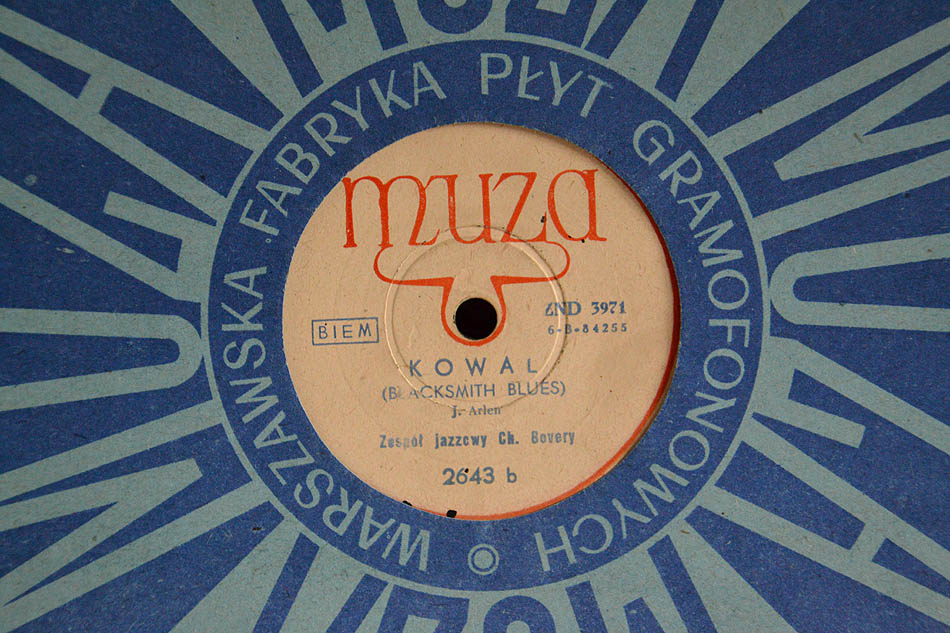 WARSZAWSKA FABRYKA PŁYT GRAMOFONOWYCH
muza
BIEM
ZND 3971
6-B-84255
KOWAL
(BLACKSMITH BLUES)
J. Arlen
Zespół jazzowy Ch. Bovery
2643 b